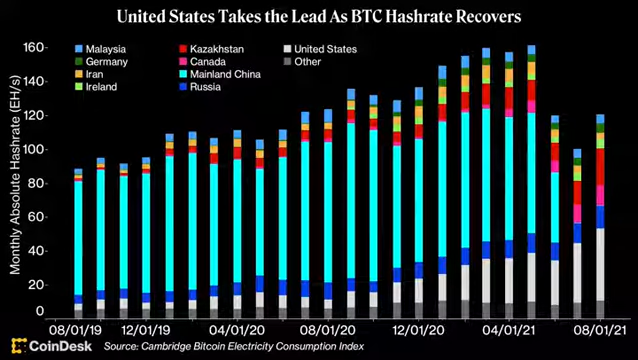 United States Takes the Lead As BTC Hashrate Recovers
Monthly Absolute Hashrate (EH/s)
160
140
120
100
80
60
40
20
0
Malaysia
Germany
Iran
Ireland
Kazakhstan
Canada
Mainland China
Russia
United States
Other
08/01/19 12/01/19 04/01/20 08/01/20 12/01/20 04/01/21 08/01/21
CoinDesk Source: Cambridge Bitcoin Electricity Consumption Index